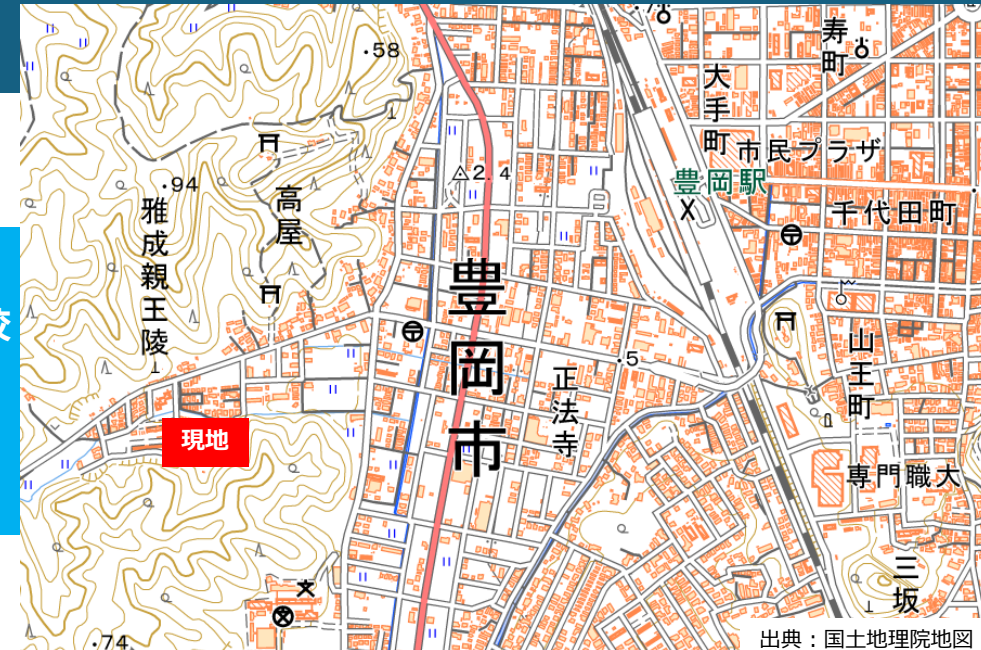 ・58
寿町
大手町
市民プラザ
2.4
豊岡駅
・94
高屋
千代田町
雅成親王陵
豊岡市
山王町
・5
正法寺
現地
専門職大
三坂
・74
出典：国土地理院地図